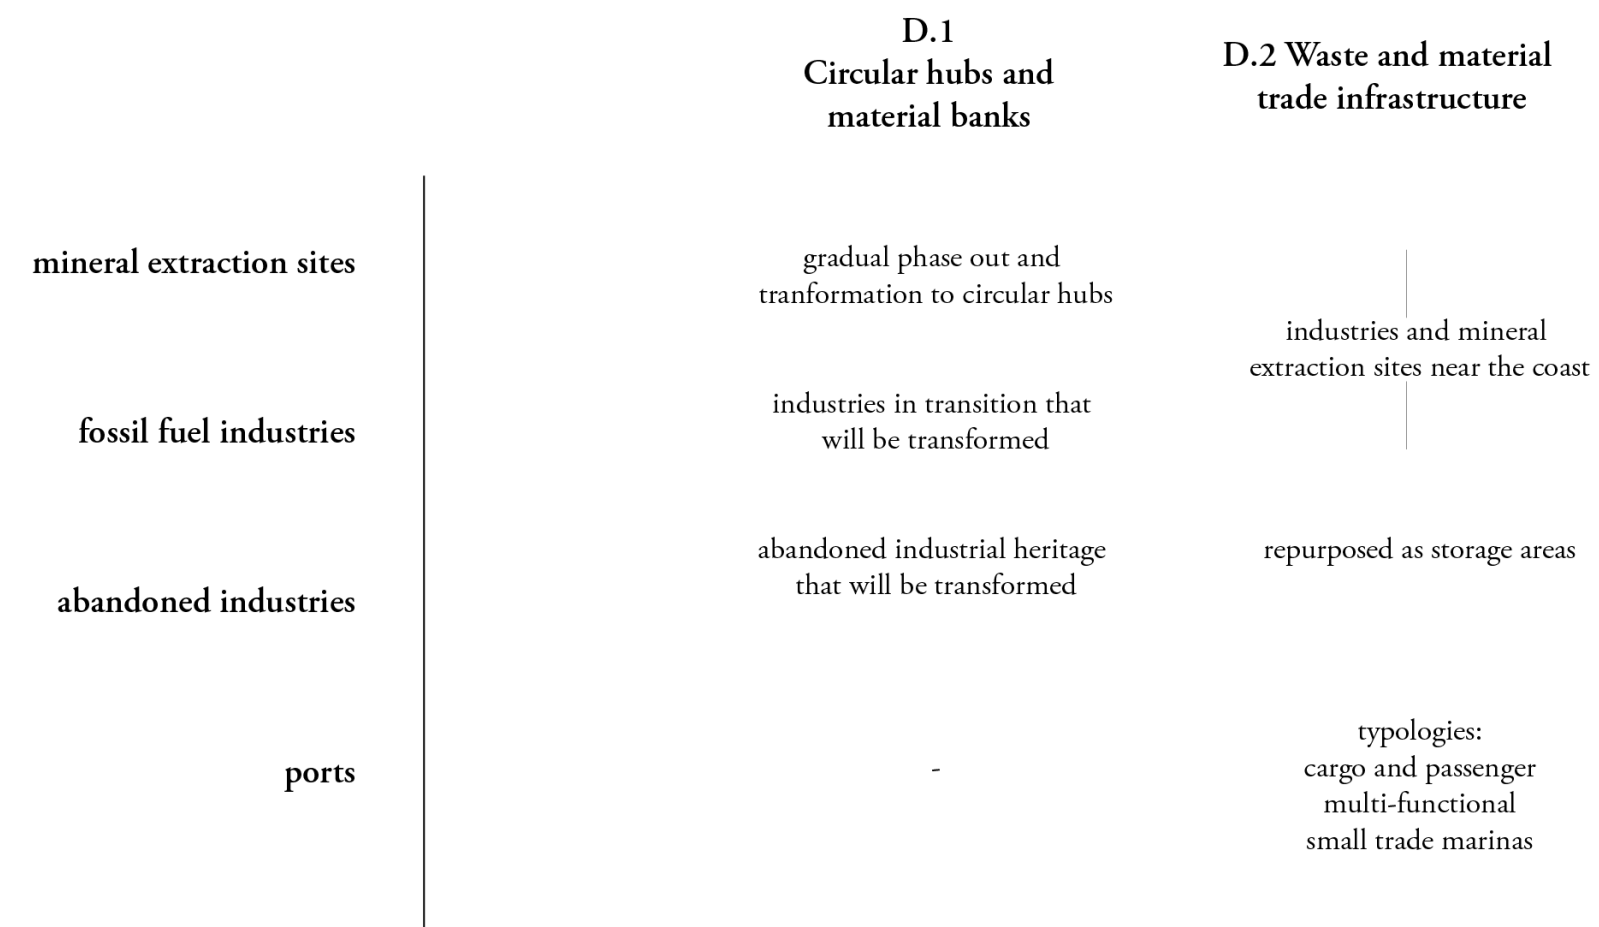 D.1
Circular hubs and
material banks
D.2 Waste and material
trade infrastructure
mineral extraction sites
gradual phase out and
tranformation to circular hubs
industries and mineral
extraction sites near the coast
fossil fuel industries
industries in transition that
will be transformed
abandoned industries
abandoned industrial heritage
that will be transformed
repurposed as storage areas
ports
-
typologies:
cargo and passenger
multi-functional
small trade marinas